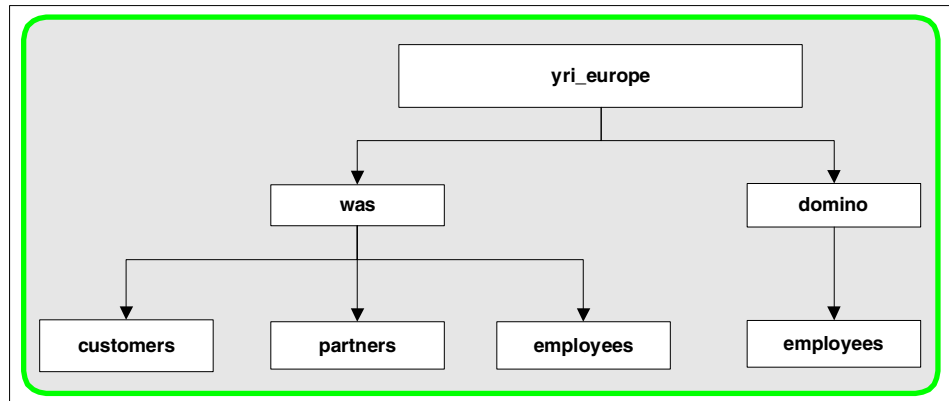 yri_europe
was
domino
customers
partners
employees
employees